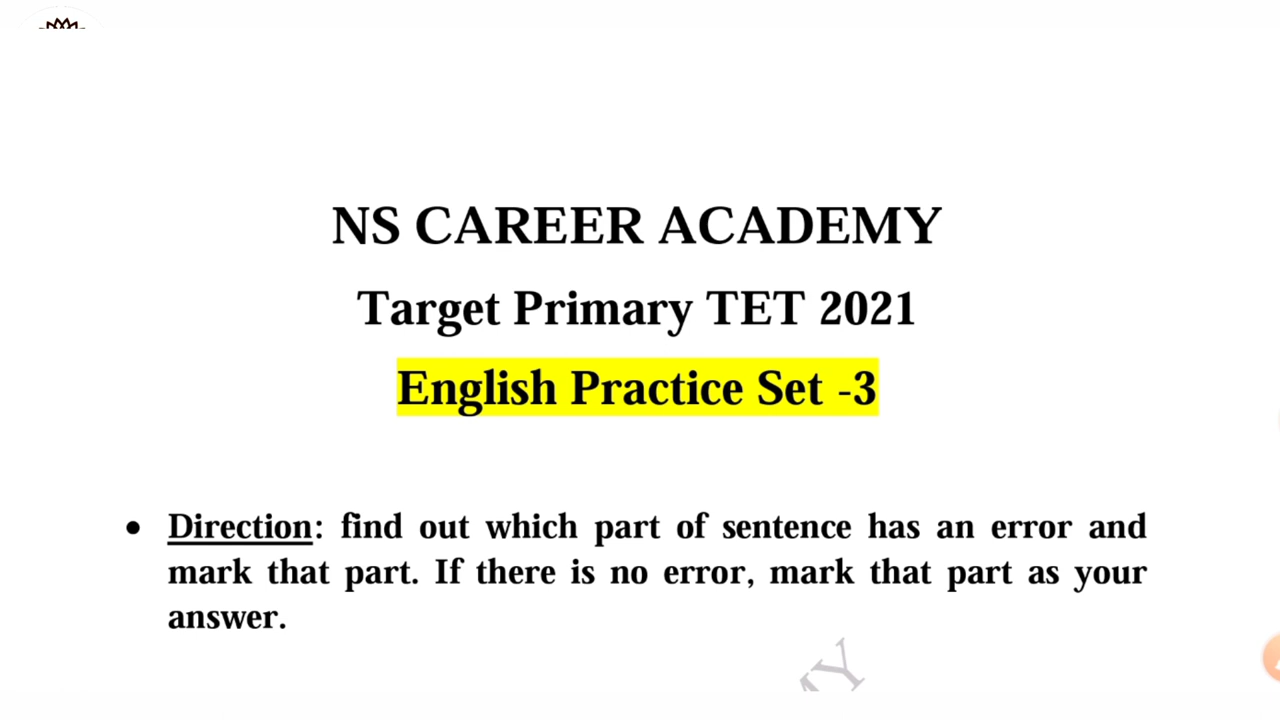 NS CAREER ACADEMY
Target Primary TET 2021
English Practice Set -3
• Direction: find out which part of sentence has an error and
mark that part. If there is no error, mark that part as your
answer.